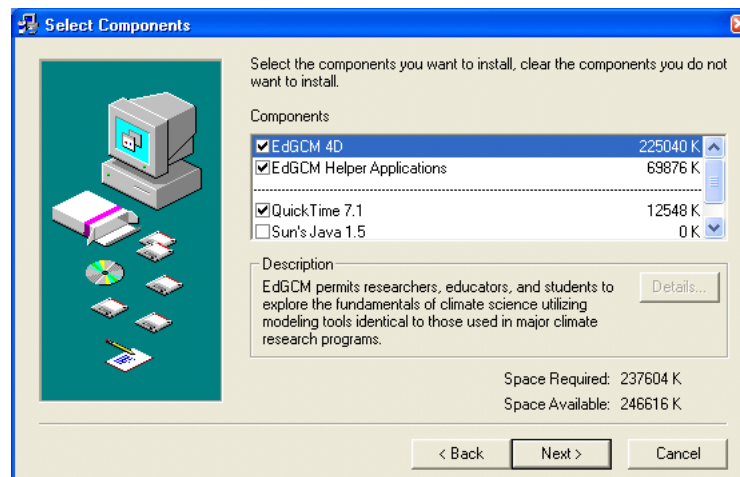 Select Components
Select the components you want to install, clear the components you do not
want to install.
Components
EdGCM 4D 225040 K
EdGCM Helper Applications 69876 K
QuickTime 7.1 12548 K
Sun's Java 1.5 0 K
Description
EdGCM permits researchers, educators, and students to
explore the fundamentals of climate science utilizing
modeling tools identical to those used in major climate
research programs.
Details...
Space Required: 237604 K
Space Available: 246616 K
< Back Next > Cancel